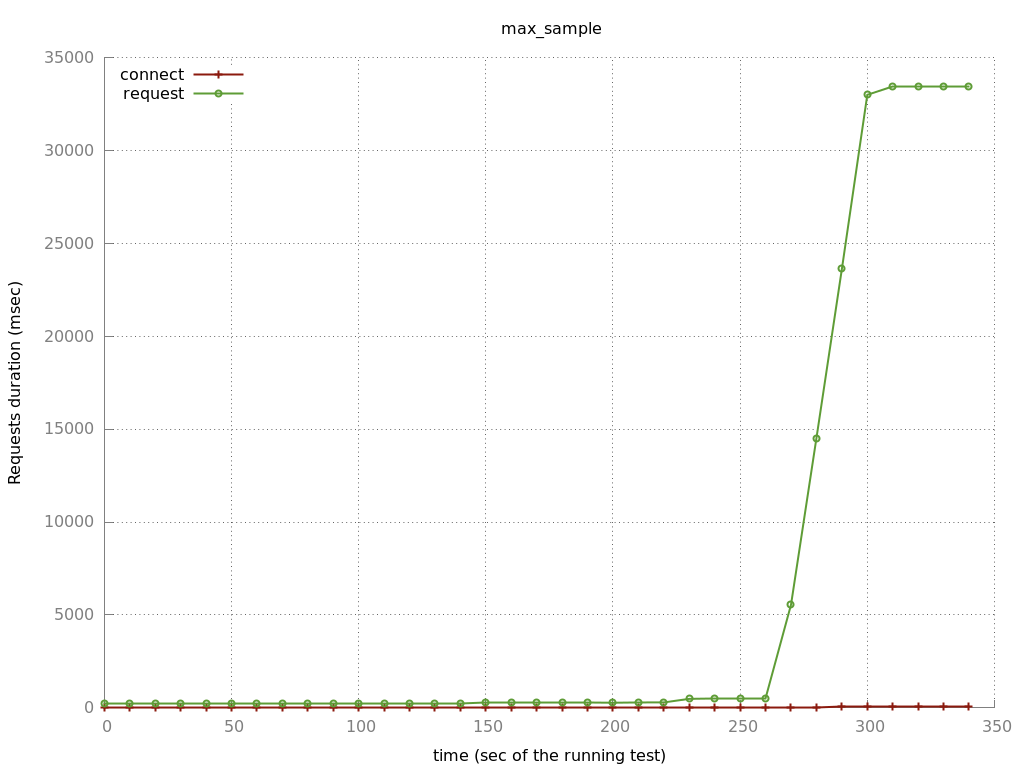 max_sample
35000
connect
request
30000
25000
20000
15000
10000
5000
0
Requests duration (msec)
0 50 100 150 200 250 300 350
time (sec of the running test)